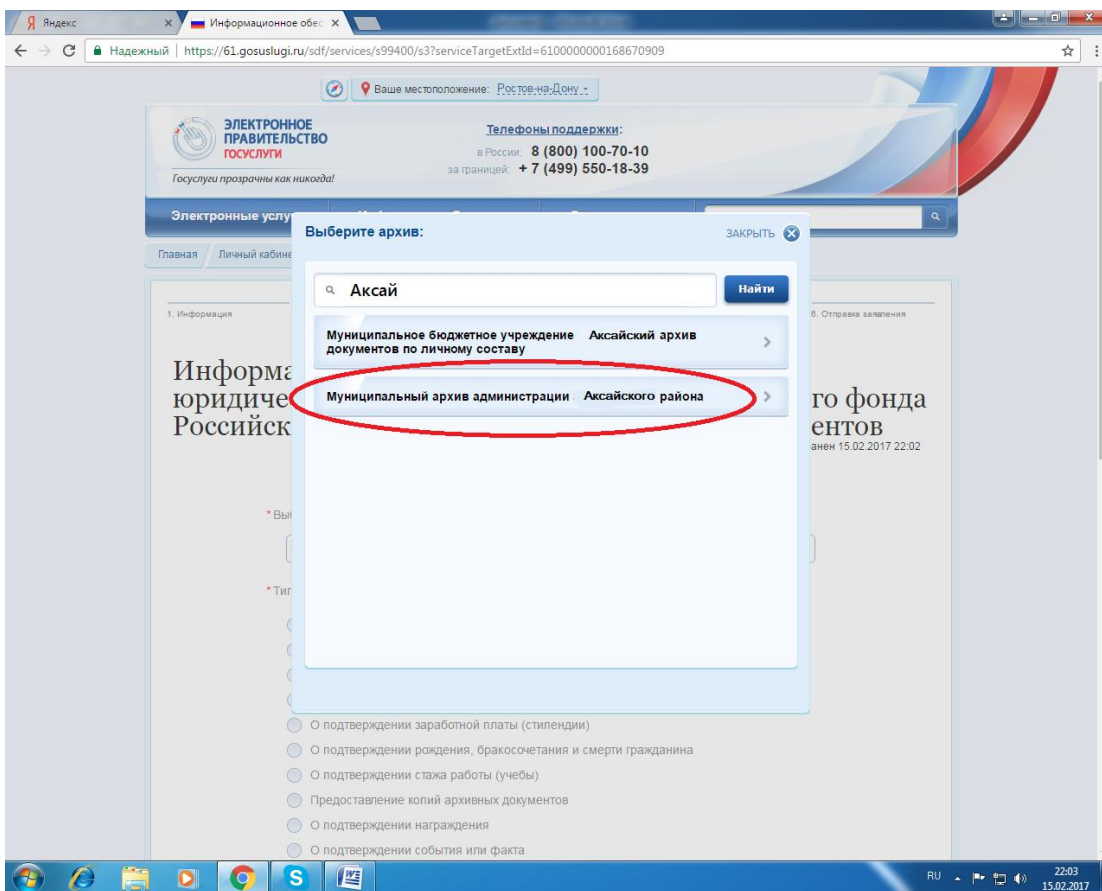 Яндекс
Информационное обес
Надежный
https://61.gosuslugi.ru/sdf/services/s99400/s3?serviceTargetExtId=6100000000168670909
Ваше местоположение: Ростов-на-Дону
ЭЛЕКТРОННОЕ
ПРАВИТЕЛЬСТВО
ГОСУСЛУГИ
Госуслуги прозрачны как никогда!
Телефоны поддержки:
в России: 8 (800) 100-70-10
за границей: + 7 (499) 550-18-39
Электронные услу
Главная
Личный кабине
Выберите архив:
ЗАКРЫТЬ
Аксай
Найти
1. Информация
6. Отправка заявления
Муниципальное бюджетное учреждение Аксайский архив
документов по личному составу
Муниципальный архив администрации Аксайского района
Информа
юридиче
го фонда
Российск
ентов
анен 15.02.2017 22:02
*Вы
*Тип
О подтверждении заработной платы (стипендии)
О подтверждении рождения, бракосочетания и смерти гражданина
О подтверждении стажа работы (учебы)
Предоставление копий архивных документов
О подтверждении награждения
О подтверждении события или факта
RU
22:03
15.02.2017